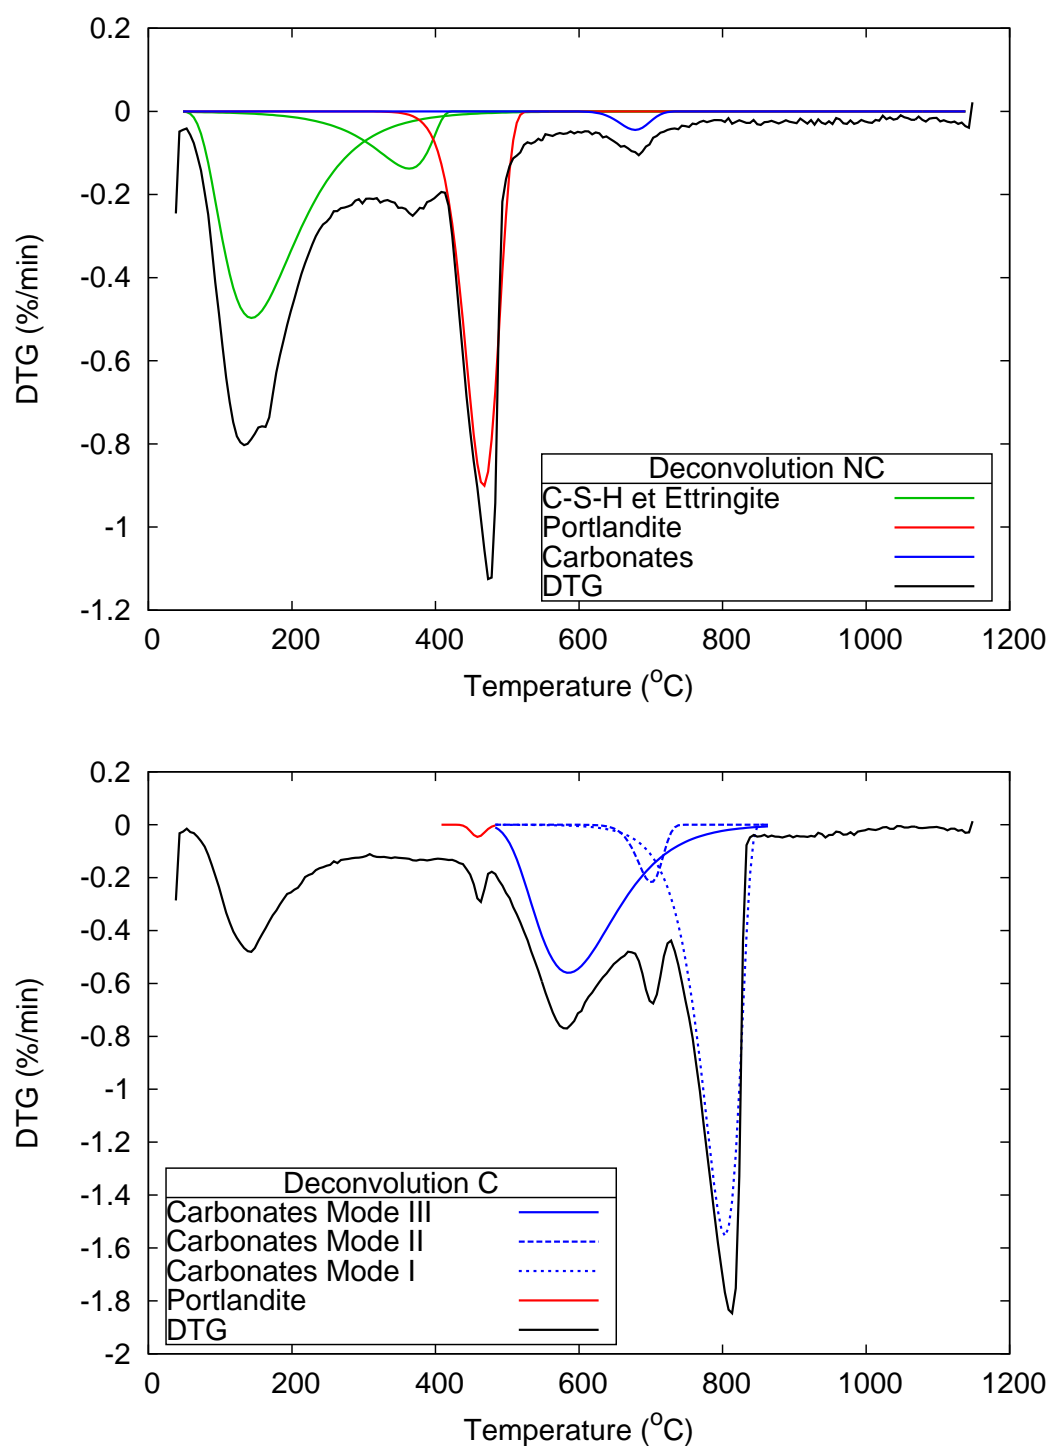 0.2
0
-0.2
-0.4
-0.6
-0.8
-1
-1.2
DTG (%/min)
Deconvolution NC
C-S-H et Ettringite
Portlandite
Carbonates
DTG
0 200 400 600 800 1000 1200
Temperature (°C)
0.2
0
-0.2
-0.4
-0.6
-0.8
-1
-1.2
-1.4
-1.6
-1.8
-2
DTG (%/min)
Deconvolution C
Carbonates Mode III
Carbonates Mode II
Carbonates Mode I
Portlandite
DTG
0 200 400 600 800 1000 1200
Temperature (°C)